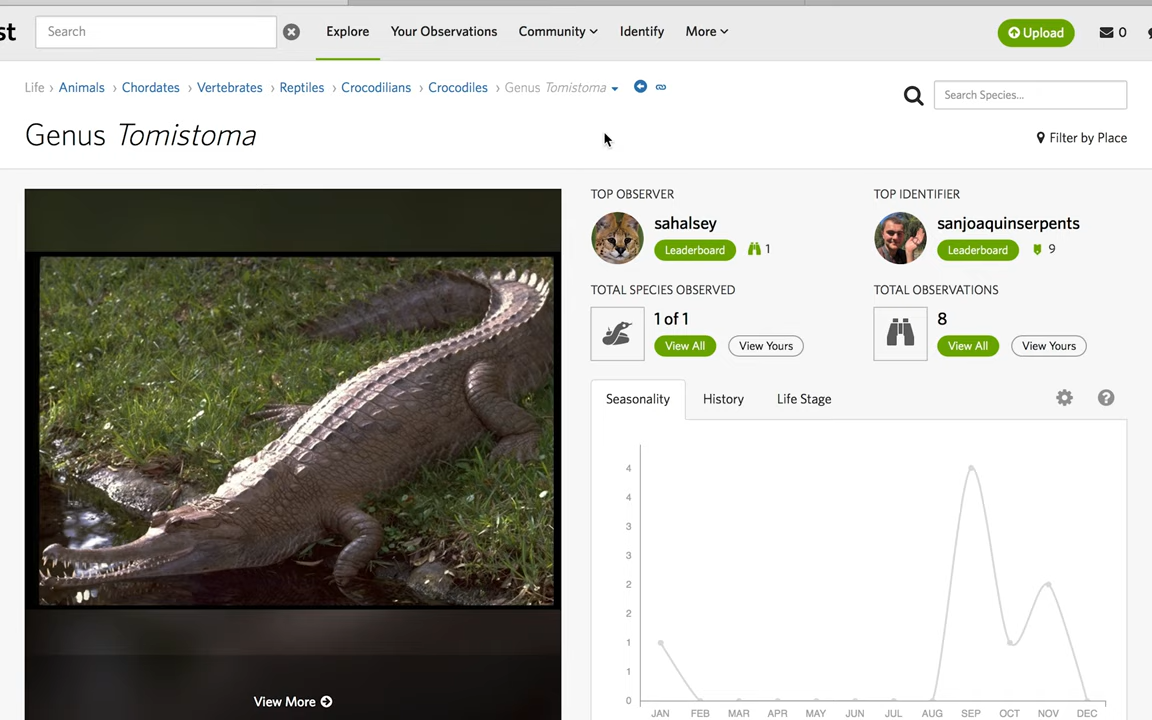 st
Search
Explore
Your Observations
Community
Identify
More
Upload
0
Life › Animals › Chordates › Vertebrates › Reptiles › Crocodilians › Crocodiles › Genus Tomistoma
Search Species...
Genus Tomistoma
Filter by Place
TOP OBSERVER
sahalsey
Leaderboard
1
TOP IDENTIFIER
sanjoaquinserpents
Leaderboard
9
TOTAL SPECIES OBSERVED
1 of 1
View All
View Yours
TOTAL OBSERVATIONS
8
View All
View Yours
Seasonality
History
Life Stage
?
4
4
3
3
2
2
1
1
0
JAN FEB MAR APR MAY JUN JUL AUG SEP OCT NOV DEC
View More